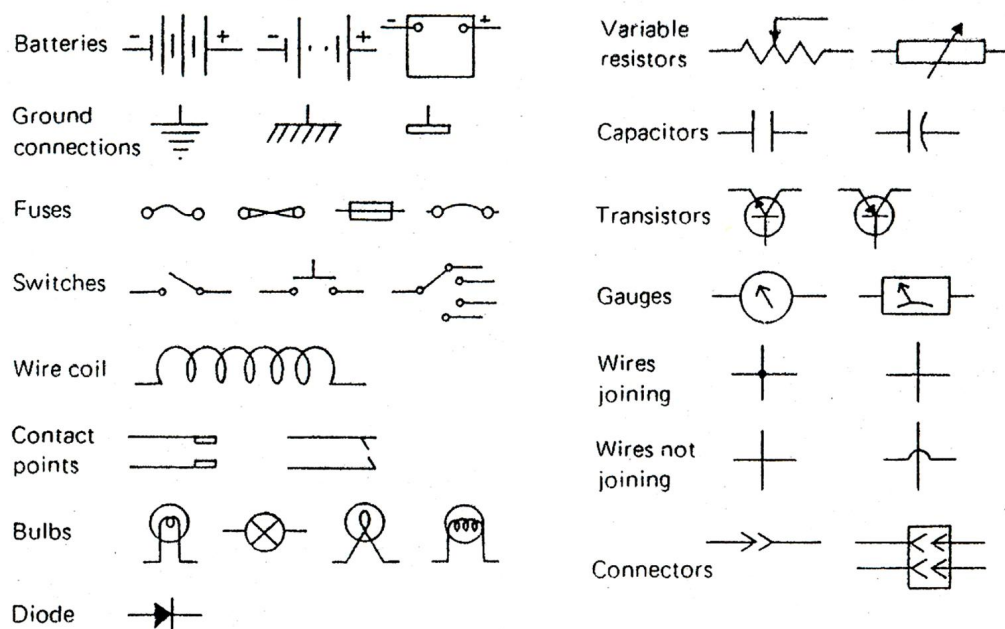 Batteries - + - + - +
Ground
connections
Fuses
Switches
Wire coil
Contact
points
Bulbs
Diode
Variable
resistors
Capacitors
Transistors
Gauges
Wires
joining
Wires not
joining
Connectors